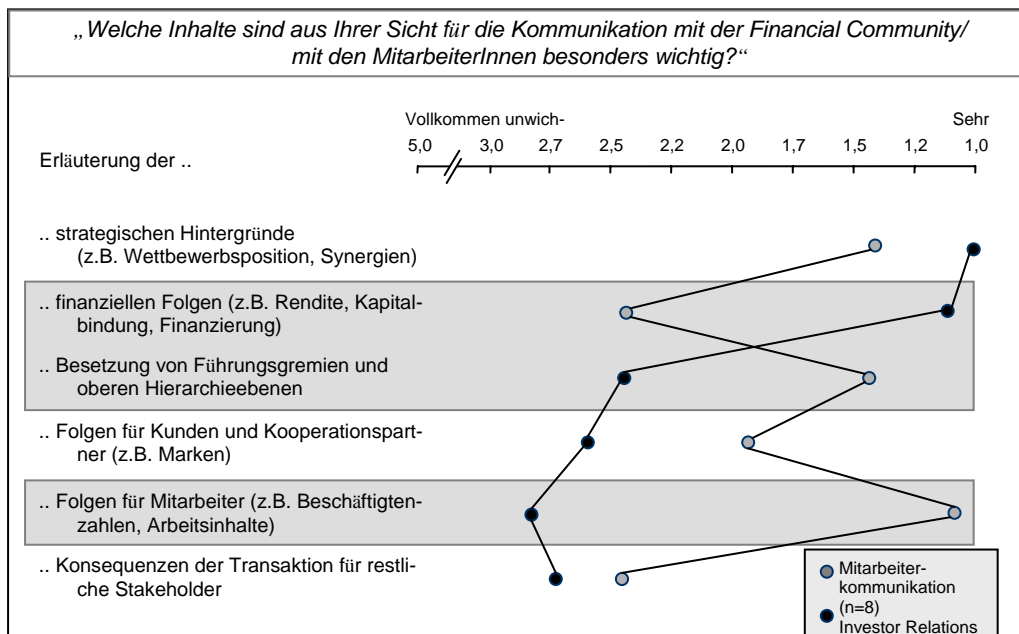 „Welche Inhalte sind aus Ihrer Sicht für die Kommunikation mit der Financial Community/
mit den MitarbeiterInnen besonders wichtig?“
Vollkommen unwich-
Sehr
5,0 3,0 2,5 2,7 2,2 2,0 1,7 1,5 1,2 1,0
Erläuterung der ..
.. strategischen Hintergründe
(z.B. Wettbewerbsposition, Synergien)
.. finanziellen Folgen (z.B. Rendite, Kapital-
bindung, Finanzierung)
.. Besetzung von Führungsgremien und
oberen Hierarchieebenen
.. Folgen für Kunden und Kooperationspart-
ner (z.B. Marken)
.. Folgen für Mitarbeiter (z.B. Beschäftigten-
zahlen, Arbeitsinhalte)
.. Konsequenzen der Transaktion für restli-
che Stakeholder
Mitarbeiter-
kommunikation
(n=8)
Investor Relations